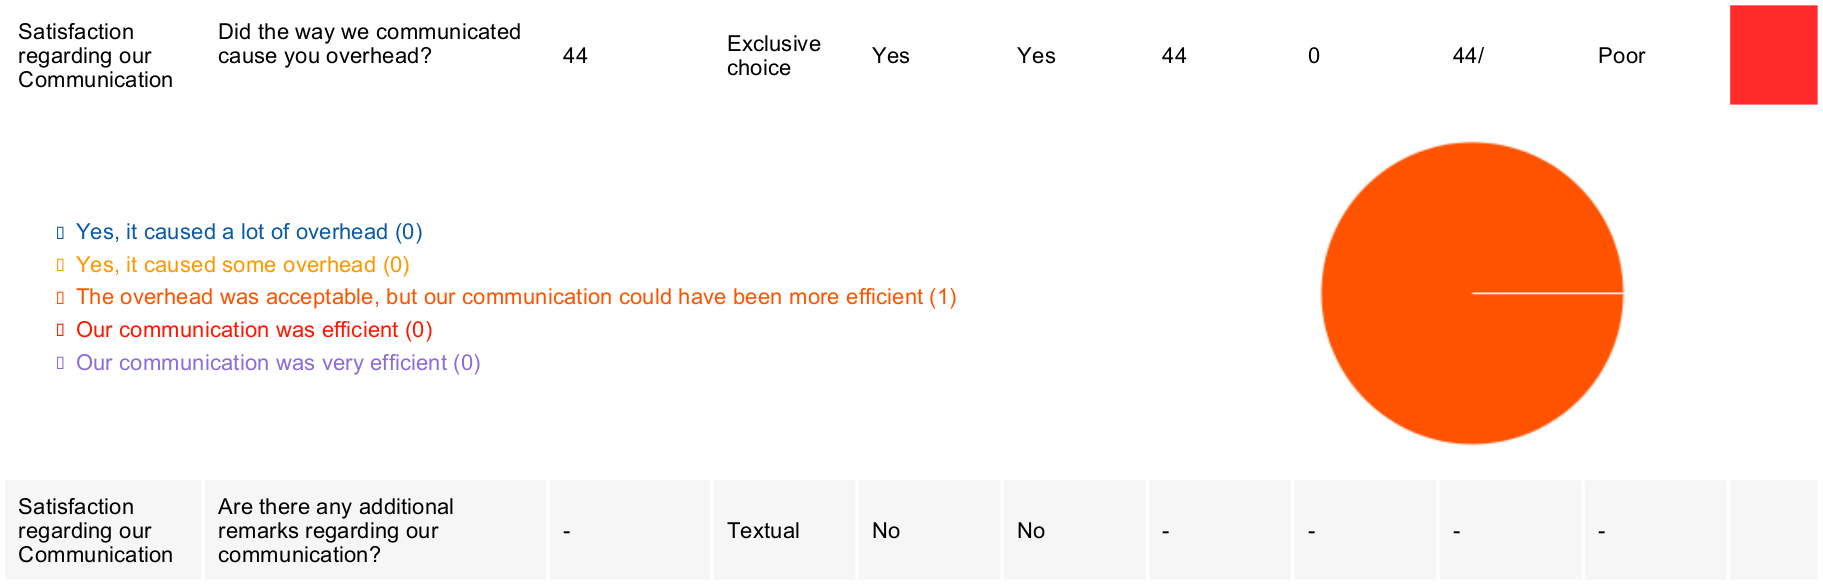 Satisfaction
regarding our
Communication
Did the way we communicated
cause you overhead?
44
Exclusive
choice
Yes
Yes
44
0
44/
Poor
Yes, it caused a lot of overhead (0)
Yes, it caused some overhead (0)
The overhead was acceptable, but our communication could have been more efficient (1)
Our communication was efficient (0)
Our communication was very efficient (0)
Satisfaction
regarding our
Communication
Are there any additional
remarks regarding our
communication?
-
Textual
No
No
-
-
-
-